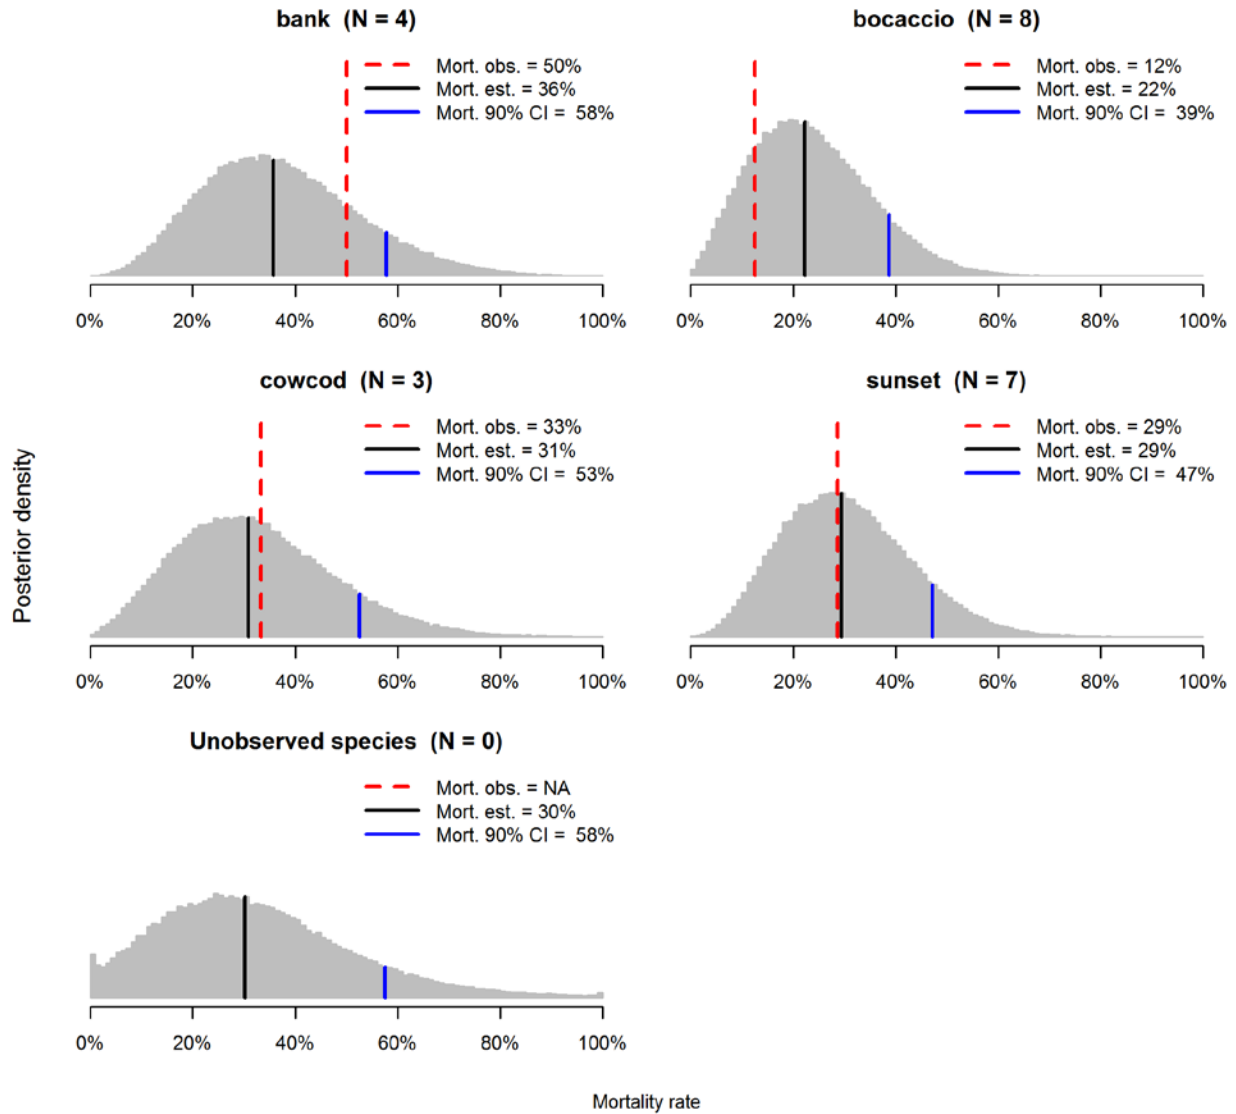 bank (N = 4)
Mort. obs. = 50%
Mort. est. = 36%
Mort. 90% CI = 58%
0% 20% 40% 60% 80% 100%
bocaccio (N = 8)
Mort. obs. = 12%
Mort. est. = 22%
Mort. 90% CI = 39%
0% 20% 40% 60% 80% 100%
cowcod (N = 3)
Mort. obs. = 33%
Mort. est. = 31%
Mort. 90% CI = 53%
0% 20% 40% 60% 80% 100%
sunset (N = 7)
Mort. obs. = 29%
Mort. est. = 29%
Mort. 90% CI = 47%
0% 20% 40% 60% 80% 100%
Posterior density
Unobserved species (N = 0)
Mort. obs. = NA
Mort. est. = 30%
Mort. 90% CI = 58%
0% 20% 40% 60% 80% 100%
Mortality rate